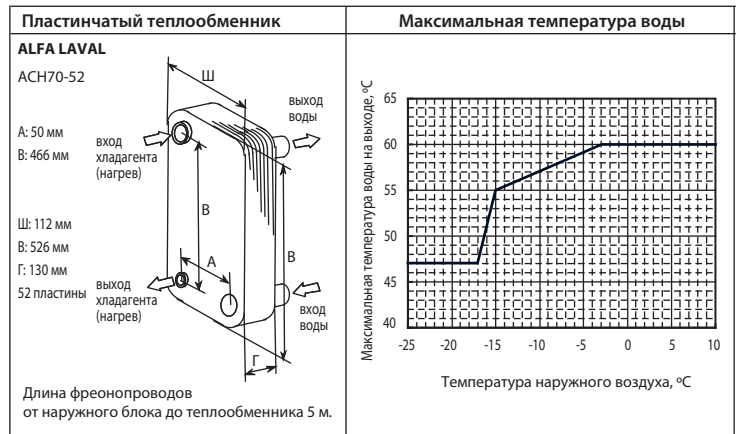 Пластинчатый теплообменник
Максимальная температура воды
ALFA LAVAL
ACH70-52
А: 50 мм
В: 466 мм
Ш: 112 мм
В: 526 мм
Г: 130 мм
52 пластины
Ш
выход
воды
вход
хладагента
(нагрев)
В
А
В
выход
хладагента
(нагрев)
вход
воды
Г
Длина фреонопроводов
от наружного блока до теплообменника 5 м.
Максимальная температура воды на выходе, ºС
65
60
55
50
45
40
-25 -20 -15 -10 -5 0 5 10
Температура наружного воздуха, ºС